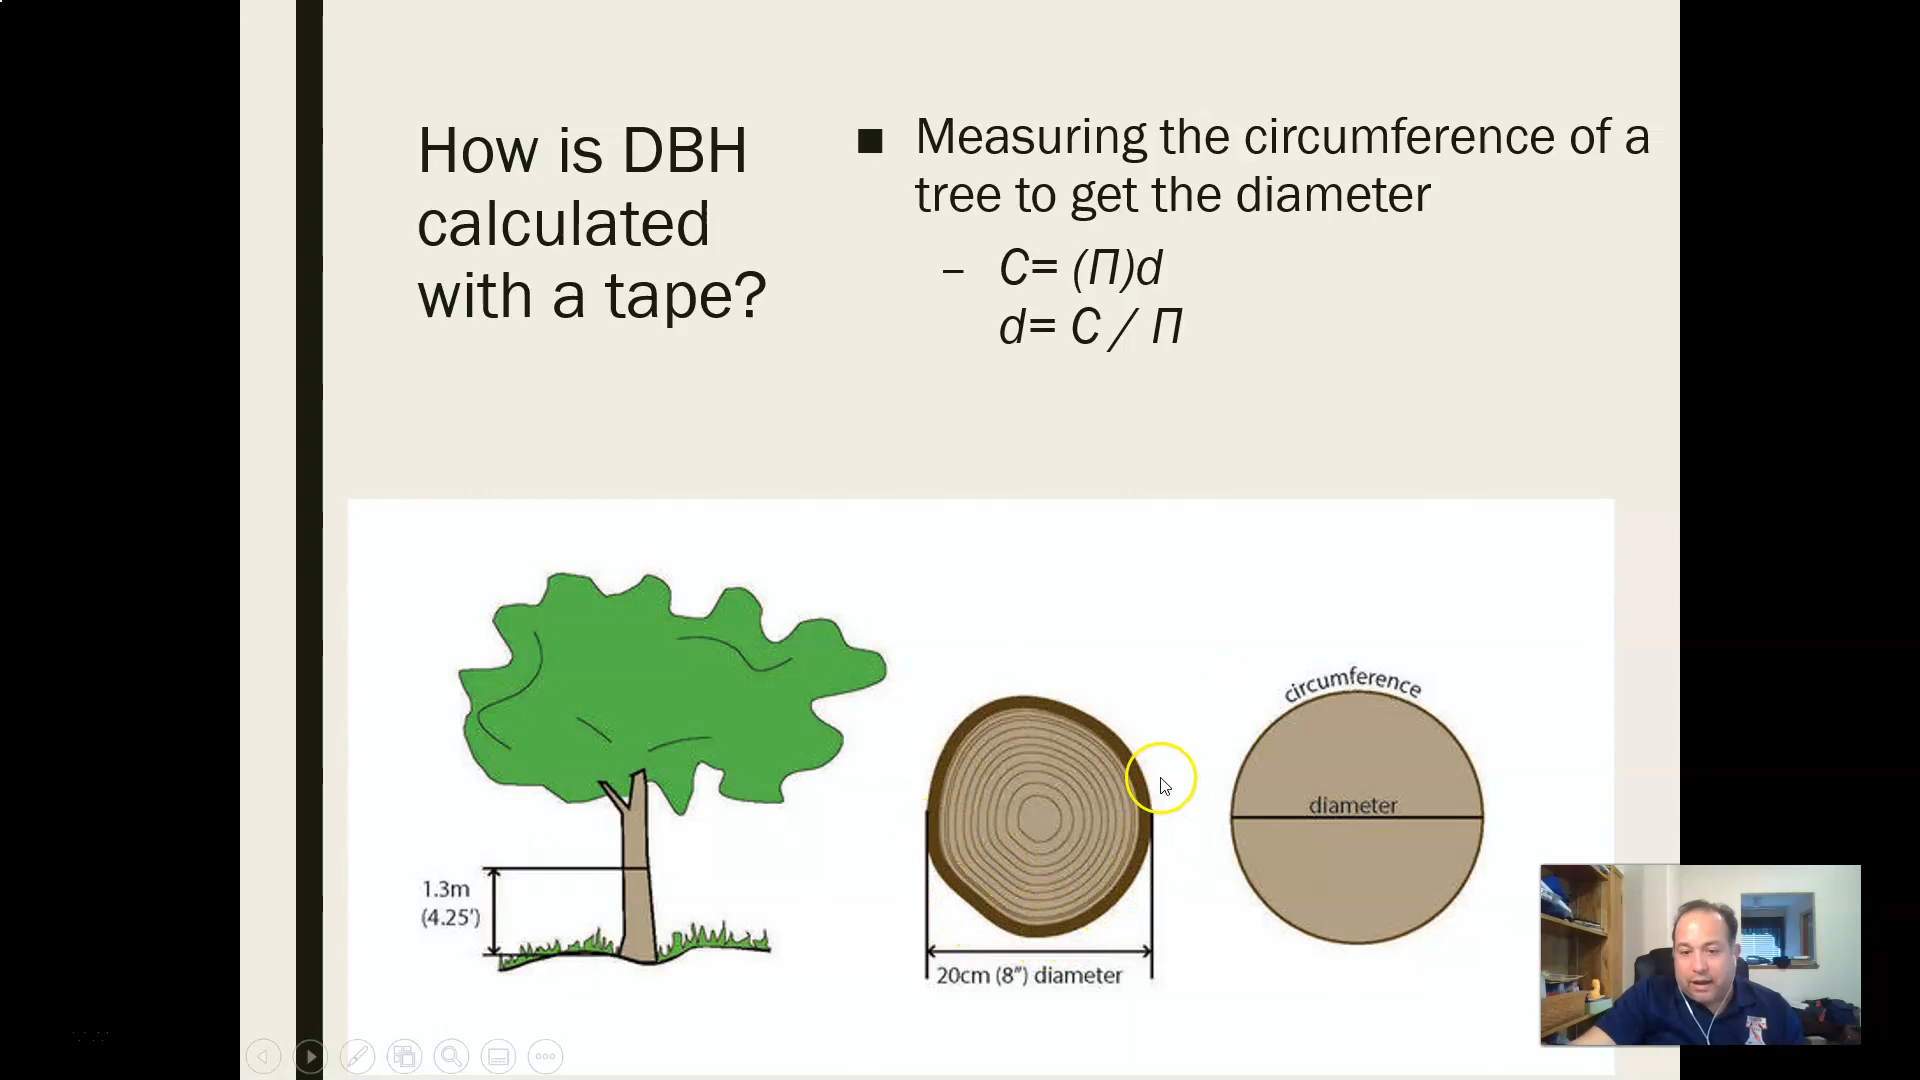 How is DBH
calculated
with a tape?
■ Measuring the circumference of a
tree to get the diameter
– C= (Π)d
d= C / Π
1.3m
(4.25')
20cm (8″) diameter
circumference
diameter